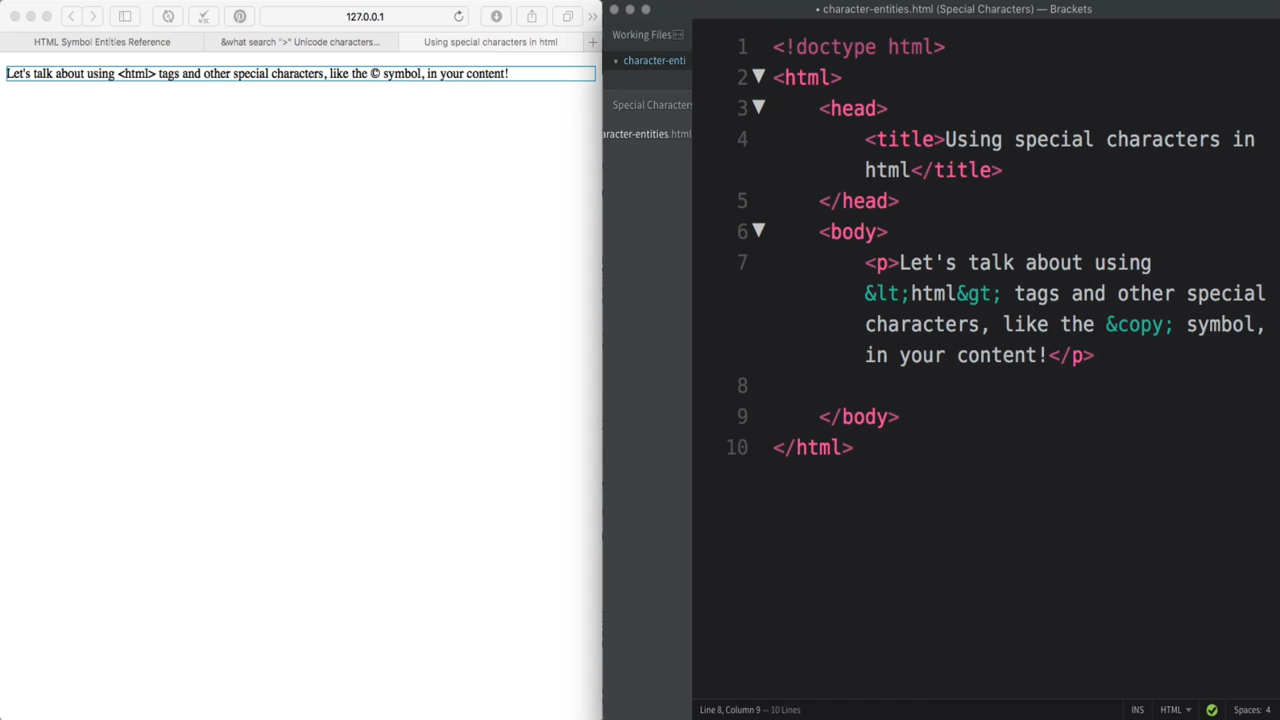 127.0.0.1
HTML Symbol Entities Reference
&what search ">" Unicode characters...
Using special characters in html
Let's talk about using <html> tags and other special characters, like the © symbol, in your content!
• character-entities.html (Special Characters) — Brackets
Working Files
• character-enti
Special Characters
aracter-entities.html
1 <!doctype html>
2 <html>
3 <head>
4 <title>Using special characters in
html</title>
5 </head>
6 <body>
7 <p>Let's talk about using
&lt;html&gt; tags and other special
characters, like the &copy; symbol,
in your content!</p>
8
9 </body>
10 </html>
Line 8, Column 9 — 10 Lines
INS
HTML
Spaces: 4